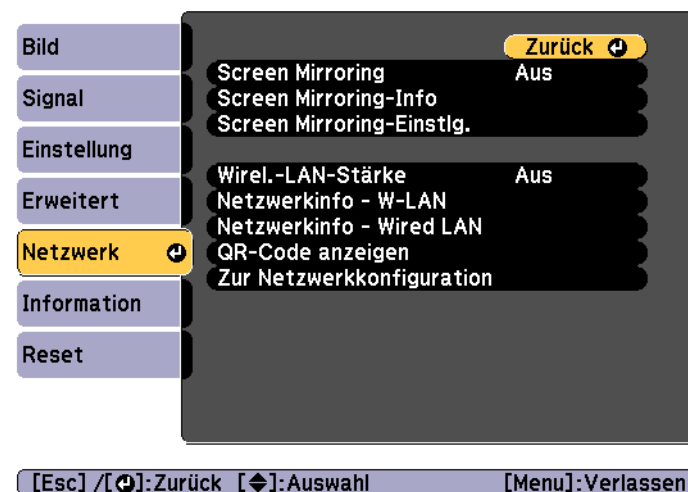 Bild
Signal
Einstellung
Erweitert
Netzwerk
Information
Reset
Zurück
Screen Mirroring Aus
Screen Mirroring-Info
Screen Mirroring-Einstlg.
Wirel.-LAN-Stärke Aus
Netzwerkinfo - W-LAN
Netzwerkinfo - Wired LAN
QR-Code anzeigen
Zur Netzwerkkonfiguration
[Esc] /[ ]:Zurück [ ]:Auswahl [Menu]:Verlassen